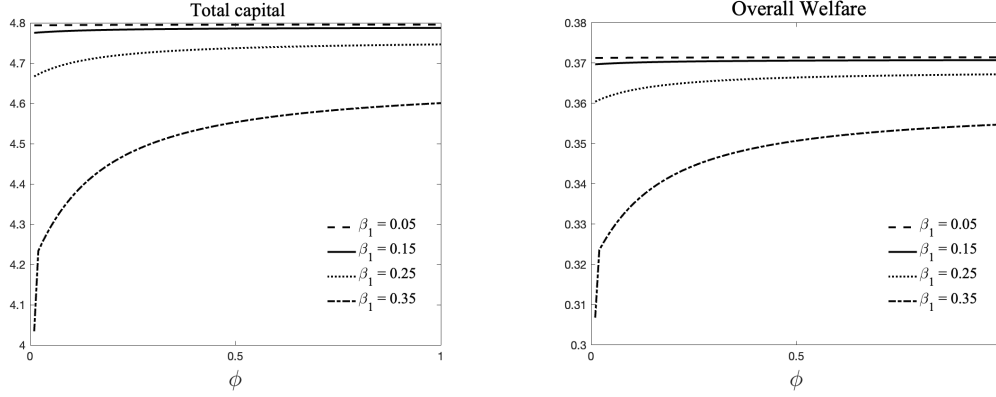 Total capital
4.8
4.7
4.6
4.5
4.4
4.3
4.2
4.1
4
0
0.5
1
ϕ
β1 = 0.05
β1 = 0.15
β1 = 0.25
β1 = 0.35
Overall Welfare
0.38
0.37
0.36
0.35
0.34
0.33
0.32
0.31
0.3
0
0.5
ϕ
β1 = 0.05
β1 = 0.15
β1 = 0.25
β1 = 0.35